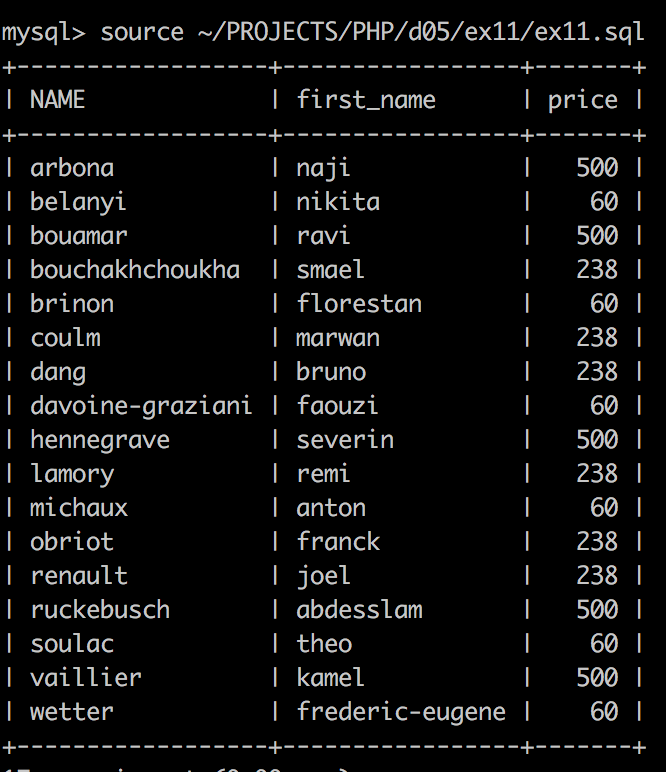 mysql> source ~/PROJECTS/PHP/d05/ex11/ex11.sql
+------------------+-----------------+-------+
| NAME             | first_name      | price |
+------------------+-----------------+-------+
| arbona           | naji            |   500 |
| belanyi          | nikita          |    60 |
| bouamar          | ravi            |   500 |
| bouchakhchoukha  | smael           |   238 |
| brinon           | florestan       |    60 |
| coulm            | marwan          |   238 |
| dang             | bruno           |   238 |
| davoine-graziani | faouzi          |    60 |
| hennegrave       | severin         |   500 |
| lamory           | remi            |   238 |
| michaux          | anton           |    60 |
| obriot           | franck          |   238 |
| renault          | joel            |   238 |
| ruckebusch       | abdesslam       |   500 |
| soulac           | theo            |    60 |
| vaillier         | kamel           |   500 |
| wetter           | frederic-eugene |    60 |
+------------------+-----------------+-------+